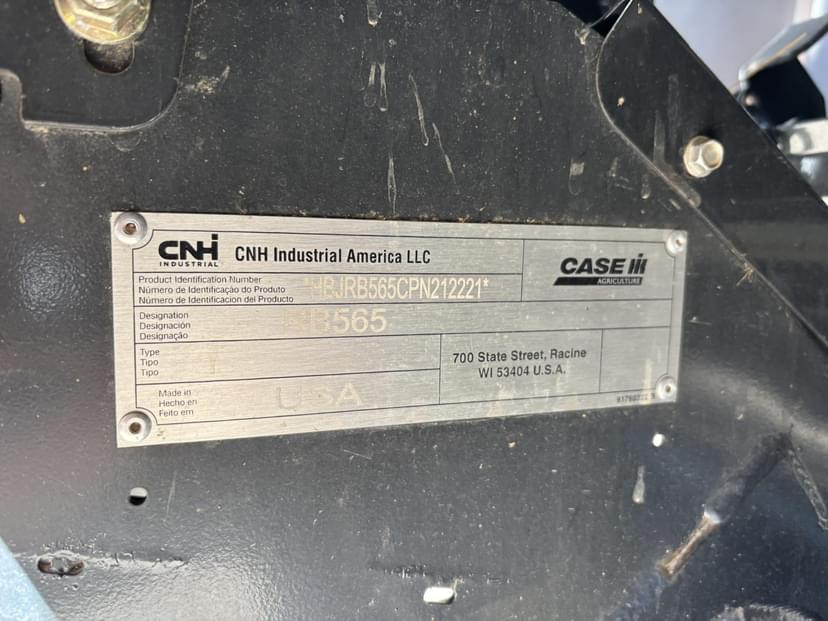 CNH
INDUSTRIAL
CNH Industrial America LLC
CASE IH
AGRICULTURE
Product Identification Number
Número de Identificação do Produto
Número de Identificacion del Producto
*HBJRB565CPN212221*
Designation
Designación
Designação
RB565
Type
Tipo
Tipo
700 State Street, Racine
WI 53404 U.S.A.
Made in
Hecho en
Feito em
USA